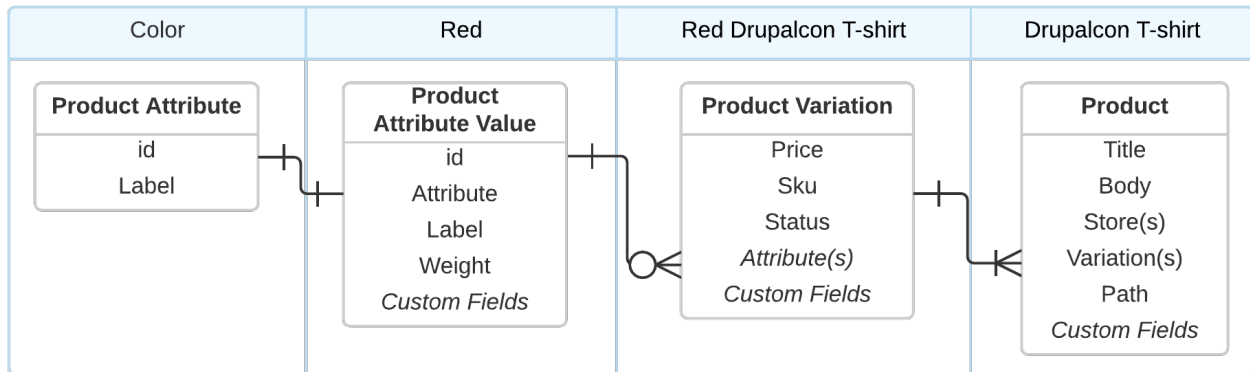 Color
Red
Red Drupalcon T-shirt
Drupalcon T-shirt
Product Attribute
id
Label
Product
Attribute Value
id
Attribute
Label
Weight
Custom Fields
Product Variation
Price
Sku
Status
Attribute(s)
Custom Fields
Product
Title
Body
Store(s)
Variation(s)
Path
Custom Fields